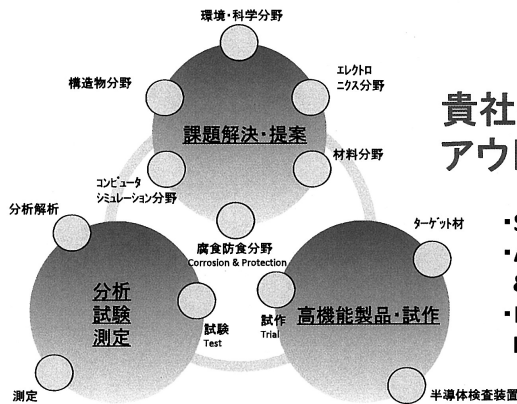 環境・科学分野
構造物分野
エレクトロ
ニクス分野
課題解決・提案
コンピュータ
シミュレーション分野
材料分野
腐食防食分野
Corrosion & Protection
分析解析
ターゲット材
分析
試験
測定
試験
Test
試作
Trial
高機能製品・試作
測定
半導体検査装置
貴社
アウ
・S
&